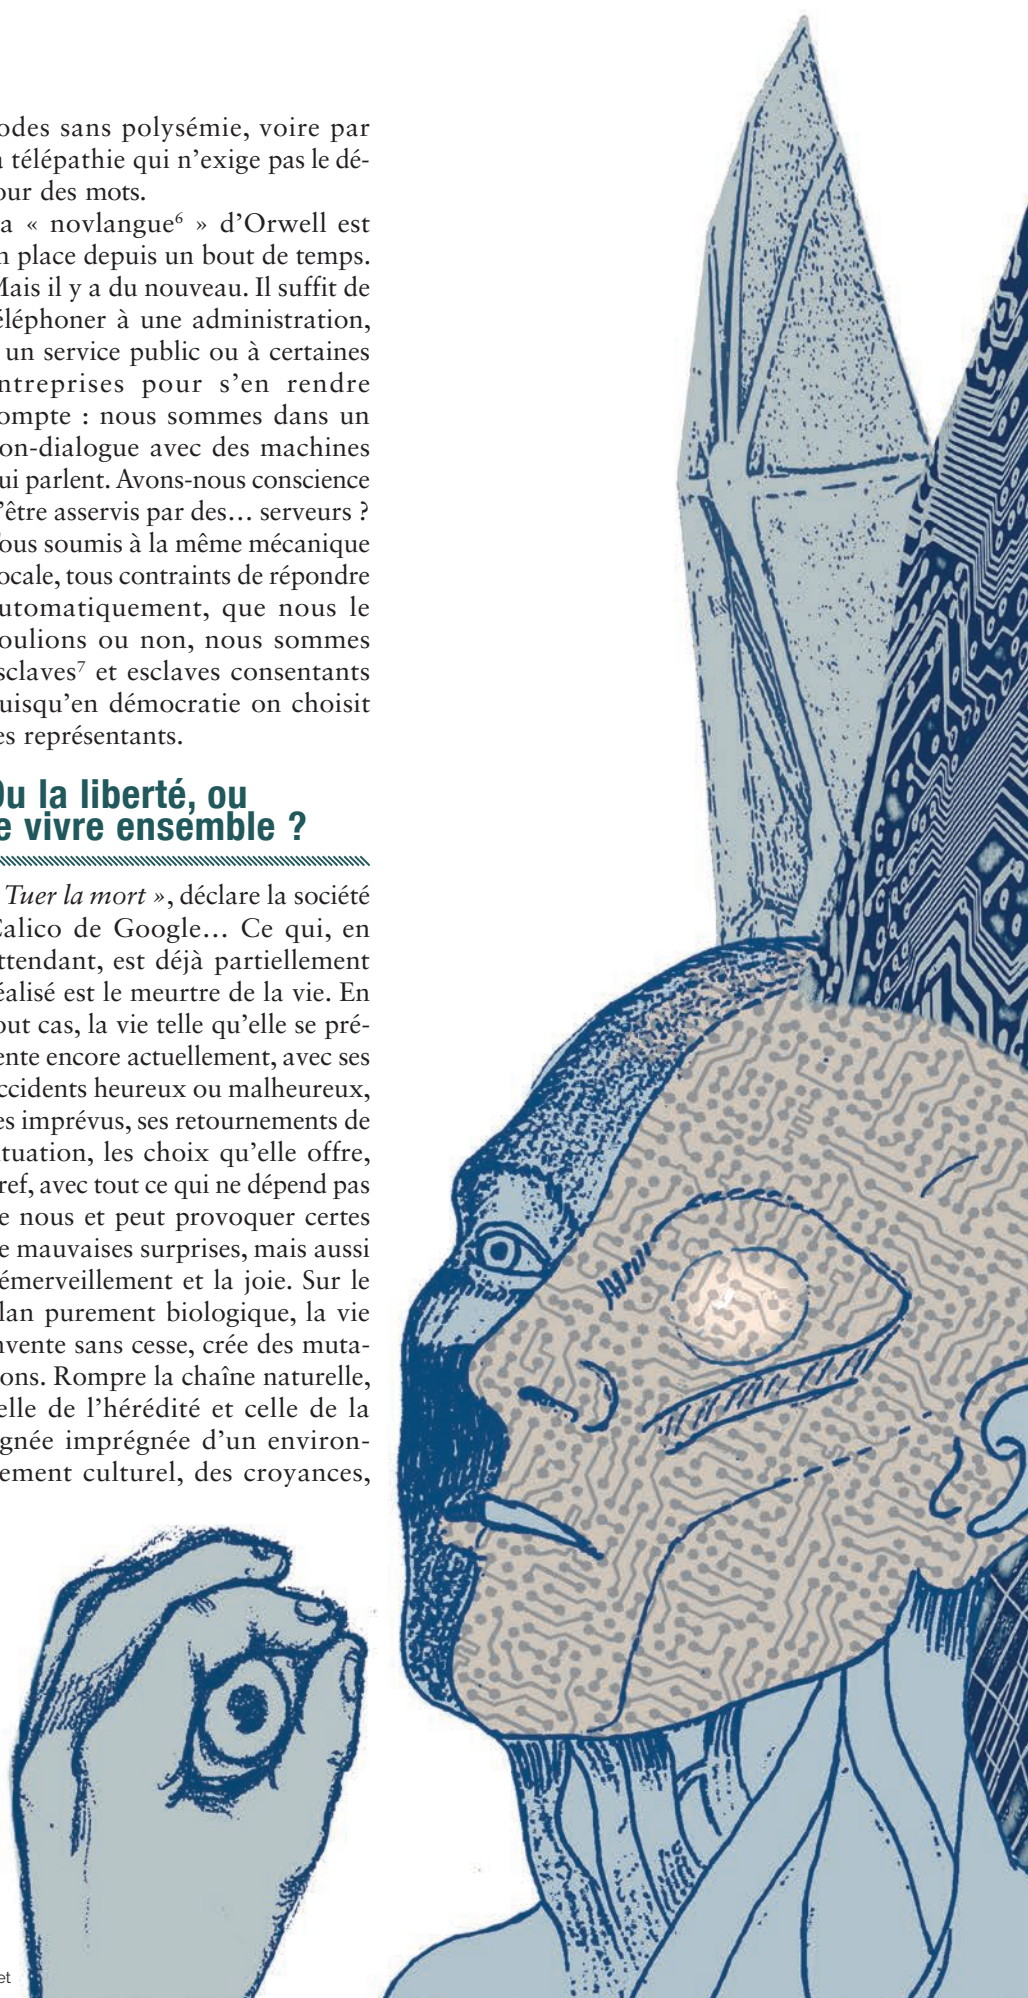 odes sans polysémie, voire par
a télépathie qui n’exige pas le dé-
our des mots.
a « novlangue⁶ » d’Orwell est
n place depuis un bout de temps.
Mais il y a du nouveau. Il suffit de
éléphoner à une administration,
un service public ou à certaines
ntreprises pour s’en rendre
ompte : nous sommes dans un
on-dialogue avec des machines
ui parlent. Avons-nous conscience
’être asservis par des… serveurs ?
ous soumis à la même mécanique
ocale, tous contraints de répondre
utomatiquement, que nous le
oulions ou non, nous sommes
sclaves⁷ et esclaves consentants
uisqu’en démocratie on choisit
es représentants.
Ou la liberté, ou
e vivre ensemble ?
Tuer la mort », déclare la société
Calico de Google… Ce qui, en
ttendant, est déjà partiellement
éalisé est le meurtre de la vie. En
out cas, la vie telle qu’elle se pré-
ente encore actuellement, avec ses
ccidents heureux ou malheureux,
es imprévus, ses retournements de
tuation, les choix qu’elle offre,
ref, avec tout ce qui ne dépend pas
e nous et peut provoquer certes
e mauvaises surprises, mais aussi
émerveillement et la joie. Sur le
lan purement biologique, la vie
nvente sans cesse, crée des muta-
ons. Rompre la chaîne naturelle,
elle de l’hérédité et celle de la
gnée imprégnée d’un environ-
ement culturel, des croyances,
et